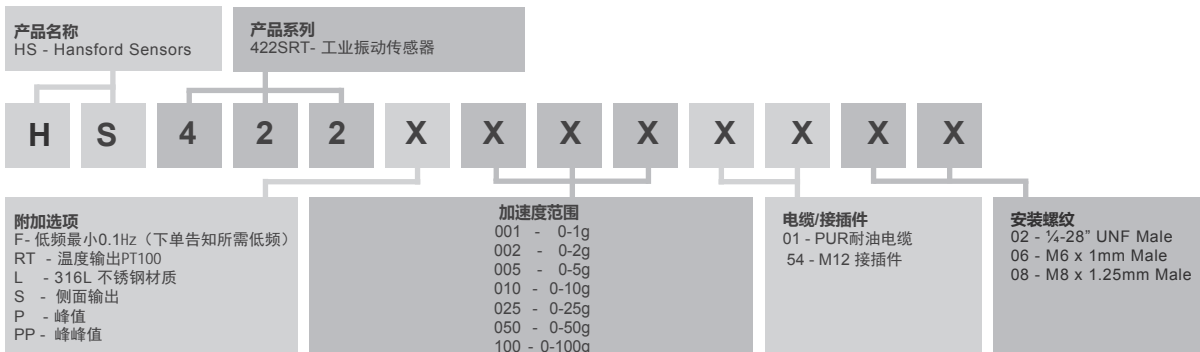 产品名称
HS - Hansford Sensors
产品系列
422SRT- 工业振动传感器
H S 4 2 2 X X X X X X X X
附加选项
F- 低频最小0.1Hz（下单告知所需低频）
RT - 温度输出PT100
L - 316L 不锈钢材质
S - 侧面输出
P - 峰值
PP - 峰峰值
加速度范围
001 - 0-1g
002 - 0-2g
005 - 0-5g
010 - 0-10g
025 - 0-25g
050 - 0-50g
100 - 0-100g
电缆/接插件
01 - PUR耐油电缆
54 - M12 接插件
安装螺纹
02 - ¼-28” UNF Male
06 - M6 x 1mm Male
08 - M8 x 1.25mm Male